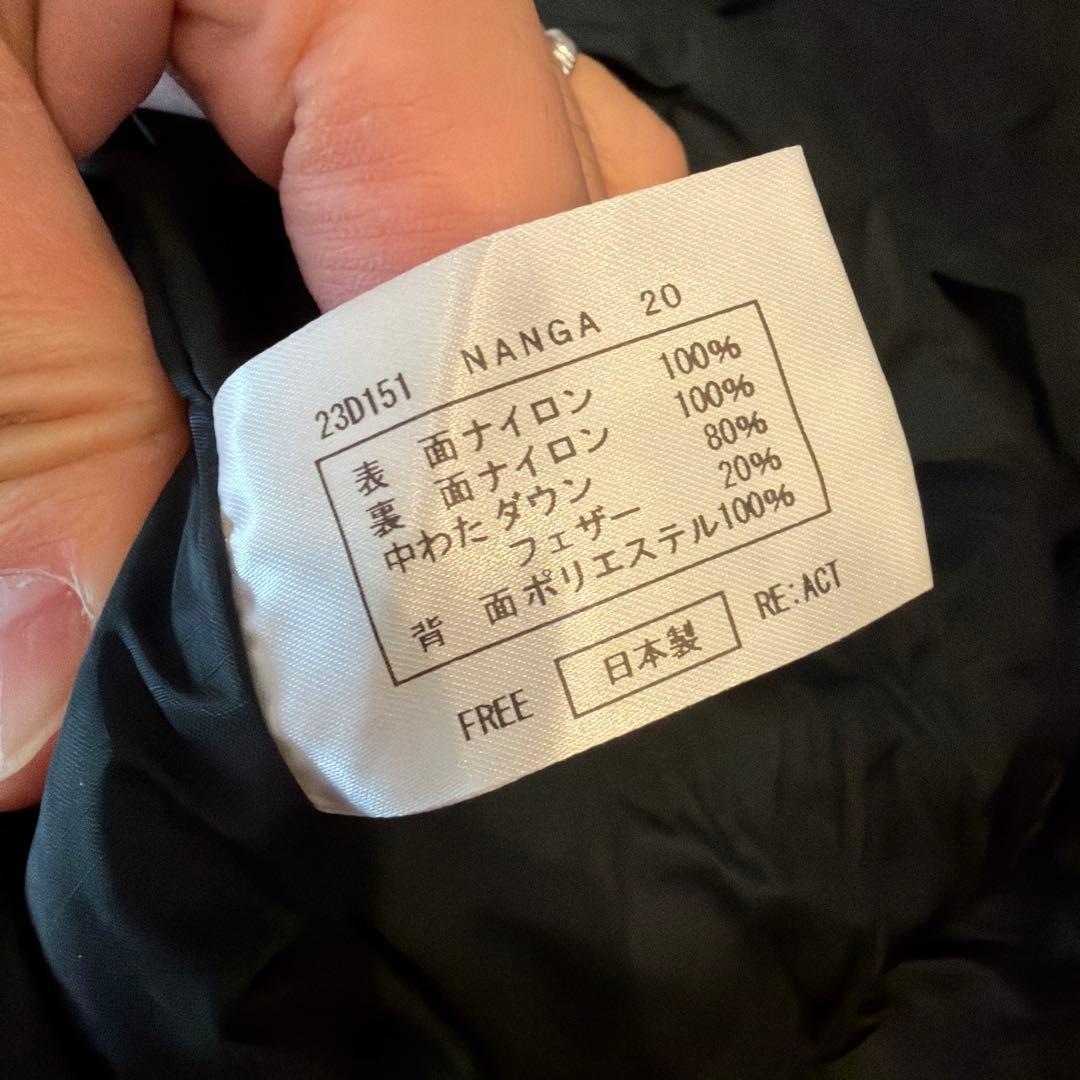 23D151 NANGA 20
表 面ナイロン 100%
裏 面ナイロン 100%
中わたダウン 80%
フェザー 20%
背 面ポリエステル100%
FREE 日本製 RE:ACT